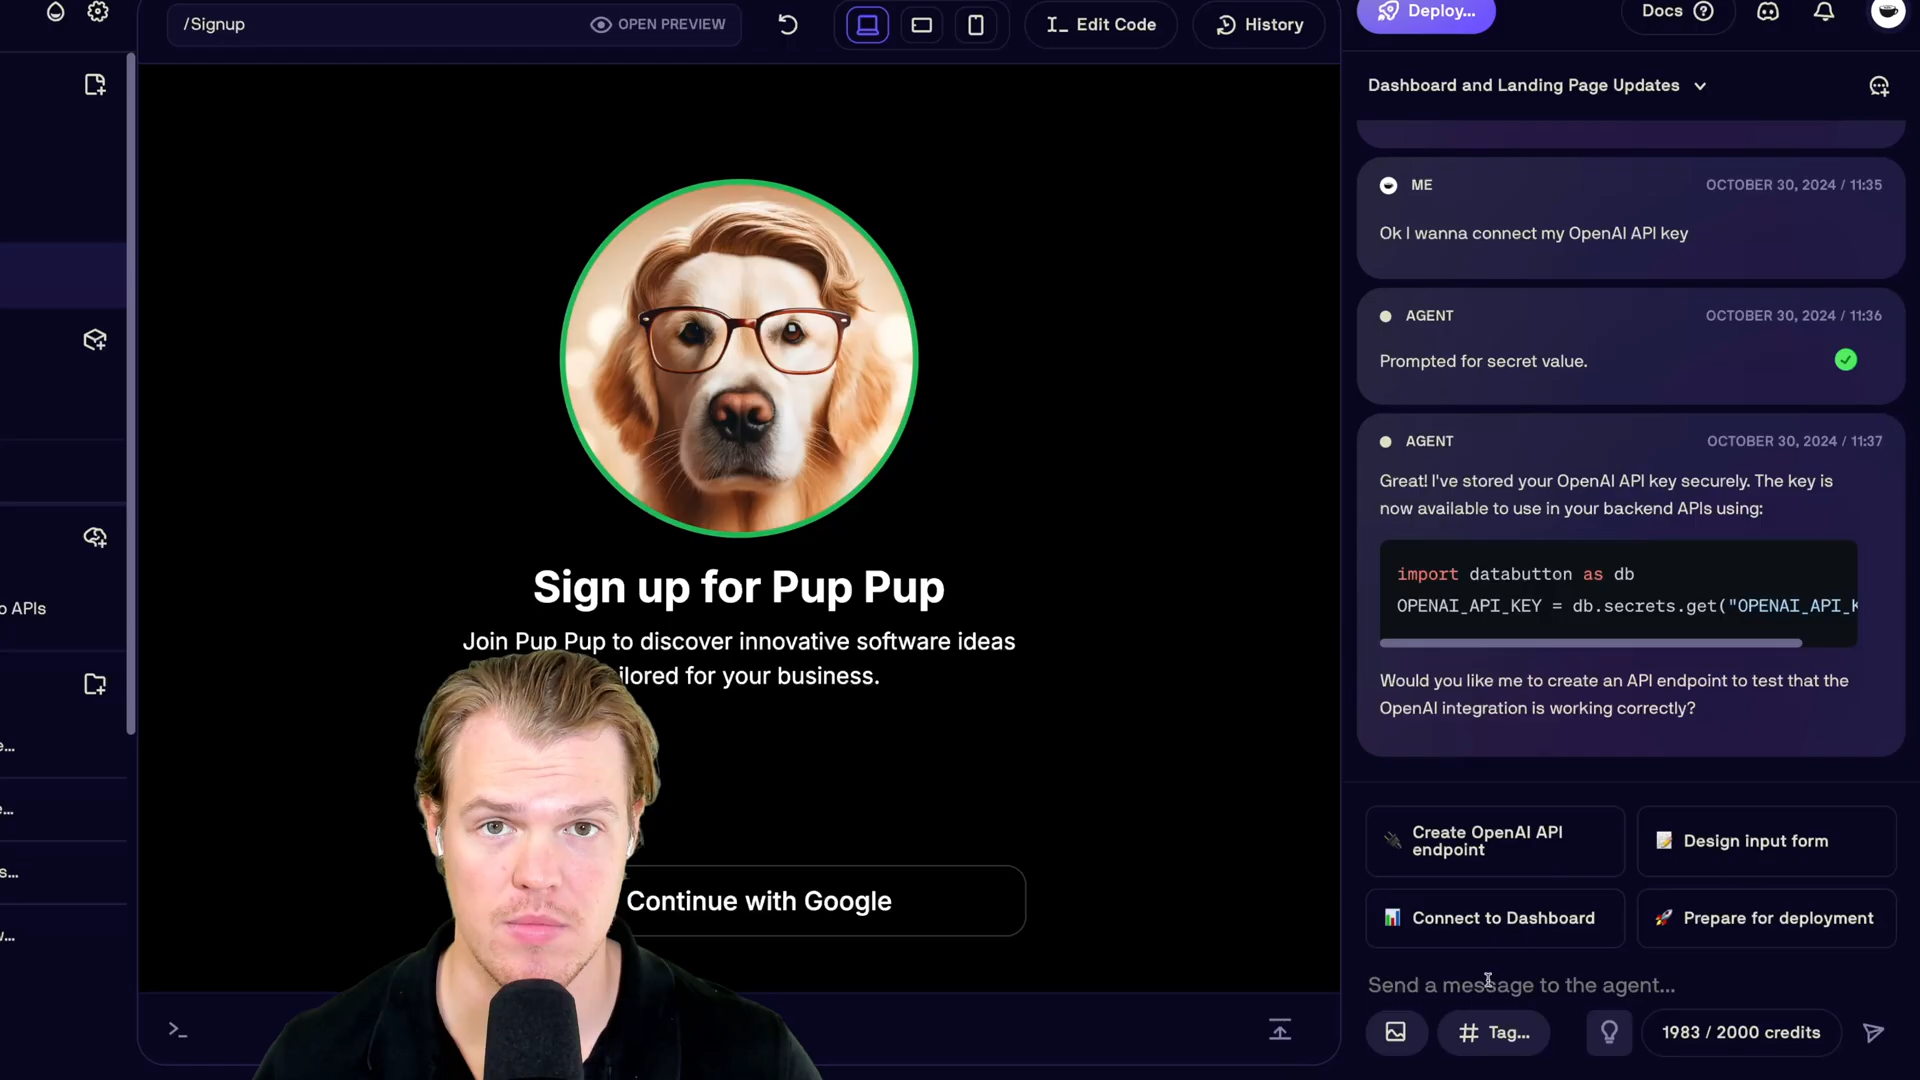 /Signup
OPEN PREVIEW
Edit Code
History
Deploy...
Docs
Dashboard and Landing Page Updates
ME
OCTOBER 30, 2024 / 11:35
Ok I wanna connect my OpenAI API key
AGENT
OCTOBER 30, 2024 / 11:36
Prompted for secret value.
AGENT
OCTOBER 30, 2024 / 11:37
Great! I've stored your OpenAI API key securely. The key is
now available to use in your backend APIs using:
import databutton as db
OPENAI_API_KEY = db.secrets.get("OPENAI_API_K
Would you like me to create an API endpoint to test that the
OpenAI integration is working correctly?
Create OpenAI API
endpoint
Design input form
Connect to Dashboard
Prepare for deployment
Send a message to the agent...
# Tag...
1983 / 2000 credits
Sign up for Pup Pup
Join Pup Pup to discover innovative software ideas
ilored for your business.
Continue with Google
o APIs
e...
e...
s...
>_